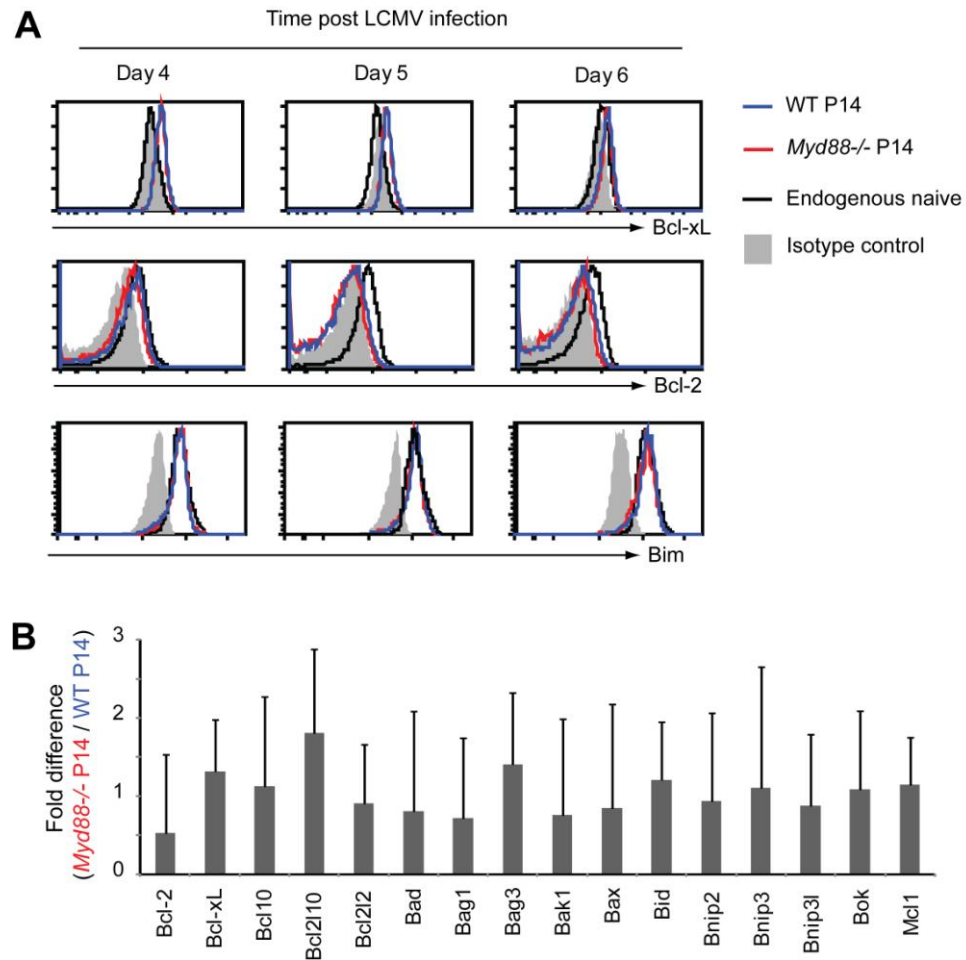 A
Time post LCMV infection
Day 4
Day 5
Day 6
WT P14
Myd88-/- P14
Endogenous naive
Isotype control
Bcl-xL
Bcl-2
Bim
B
Fold difference
(Myd88-/- P14 / WT P14)
3
2
1
0
Bcl-2
Bcl-xL
Bcl10
Bcl2l10
Bcl2l2
Bad
Bag1
Bag3
Bak1
Bax
Bid
Bnip2
Bnip3
Bnip3l
Bok
Mcl1